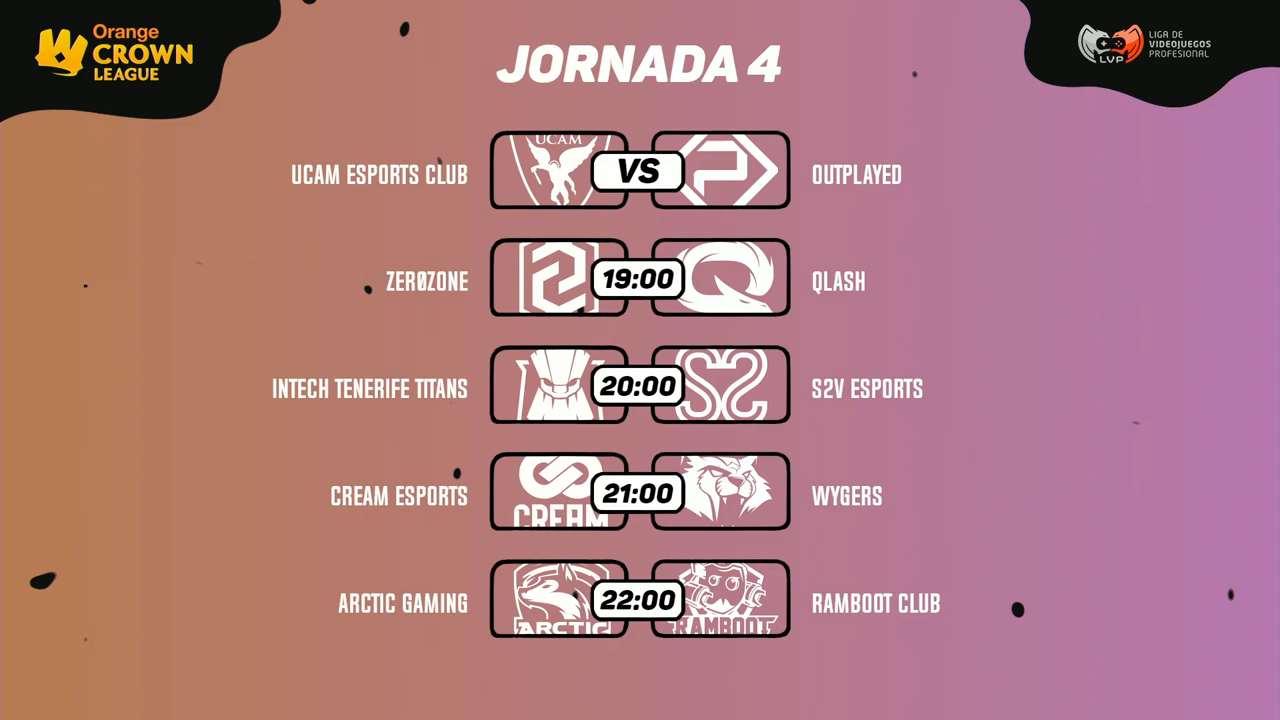 Orange
CROWN
LEAGUE
JORNADA 4
LIGA DE
VIDEOJUEGOS
PROFESIONAL
LVP
UCAM ESPORTS CLUB
UCAM
VS
OUTPLAYED
ZERØZONE
19:00
QLASH
INTECH TENERIFE TITANS
20:00
S2V ESPORTS
CREAM ESPORTS
CREAM
21:00
WYGERS
ARCTIC GAMING
ARCTIC
22:00
RAMBOOT
RAMBOOT CLUB